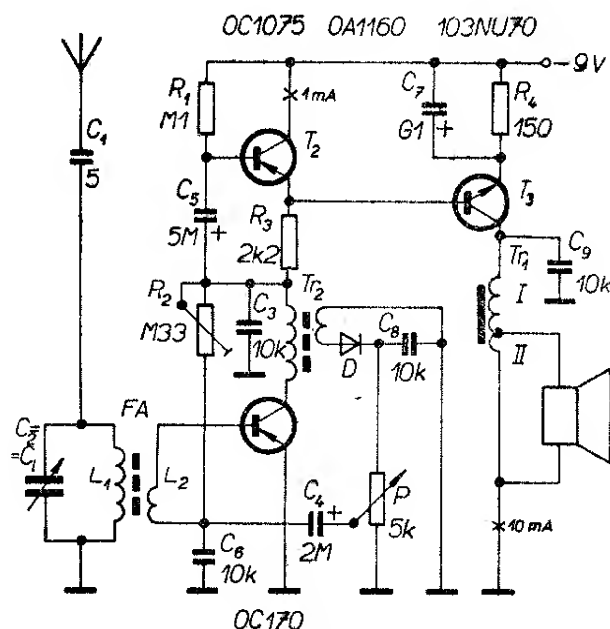 OC1075 OA1160 103NU70
-9V
R1
M1
1mA
C7
G1 +
R4
150
C1
5
T2
T3
C5
5M +
R3
2k2
Tr1
C9
10k
I
II
R2
M33
C3
10k
Tr2
D
C8
10k
FA
L1
L2
C4 +
2M
P
5k
C6
10k
10mA
OC170